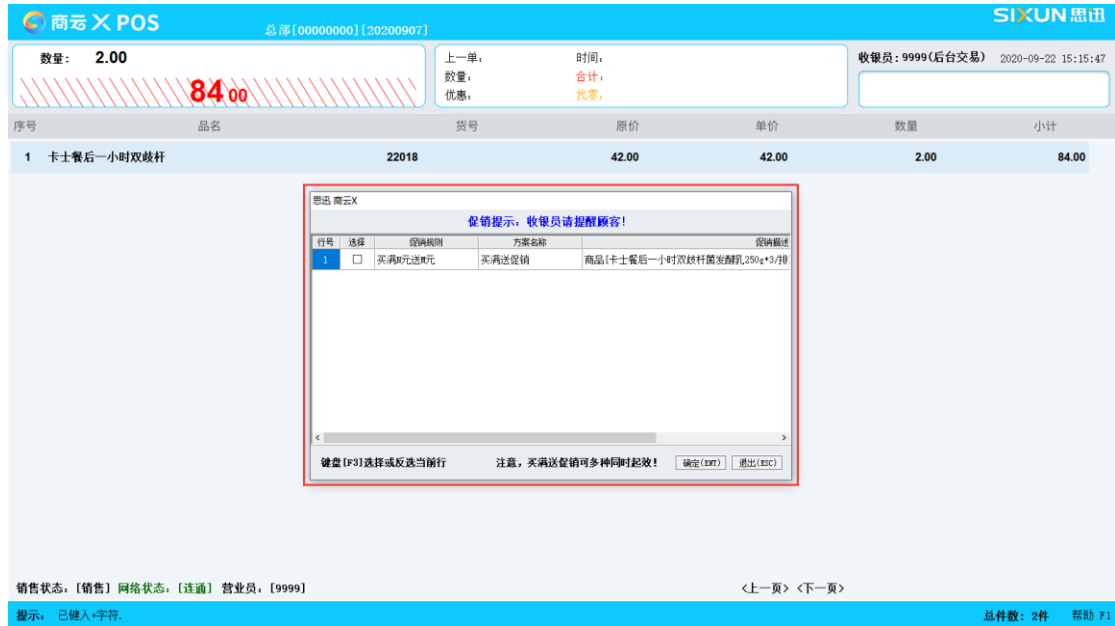 商云 X POS 总部[00000000][20200907] SIXUN 思迅
数量: 2.00
84.00
上一单: 时间:
数量: 合计:
优惠: 找零:
收银员:9999(后台交易) 2020-09-22 15:15:47
序号 品名 货号 原价 单价 数量 小计
1 卡士餐后一小时双歧杆 22018 42.00 42.00 2.00 84.00
思迅 商云X
促销提示: 收银员请提醒顾客!
行号 选择 促销规则 方案名称 促销描述
1 买满N元送M元 买满送促销 商品[卡士餐后一小时双歧杆菌发酵乳,250g*3/排
键盘[F3]选择或反选当前行 注意, 买满送促销可多种同时起效! 确定(ENT) 退出(ESC)
销售状态: [销售] 网络状态: [连通] 营业员: [9999] <上一页> <下一页>
提示: 已键入+字符. 总件数: 2件 帮助 F1